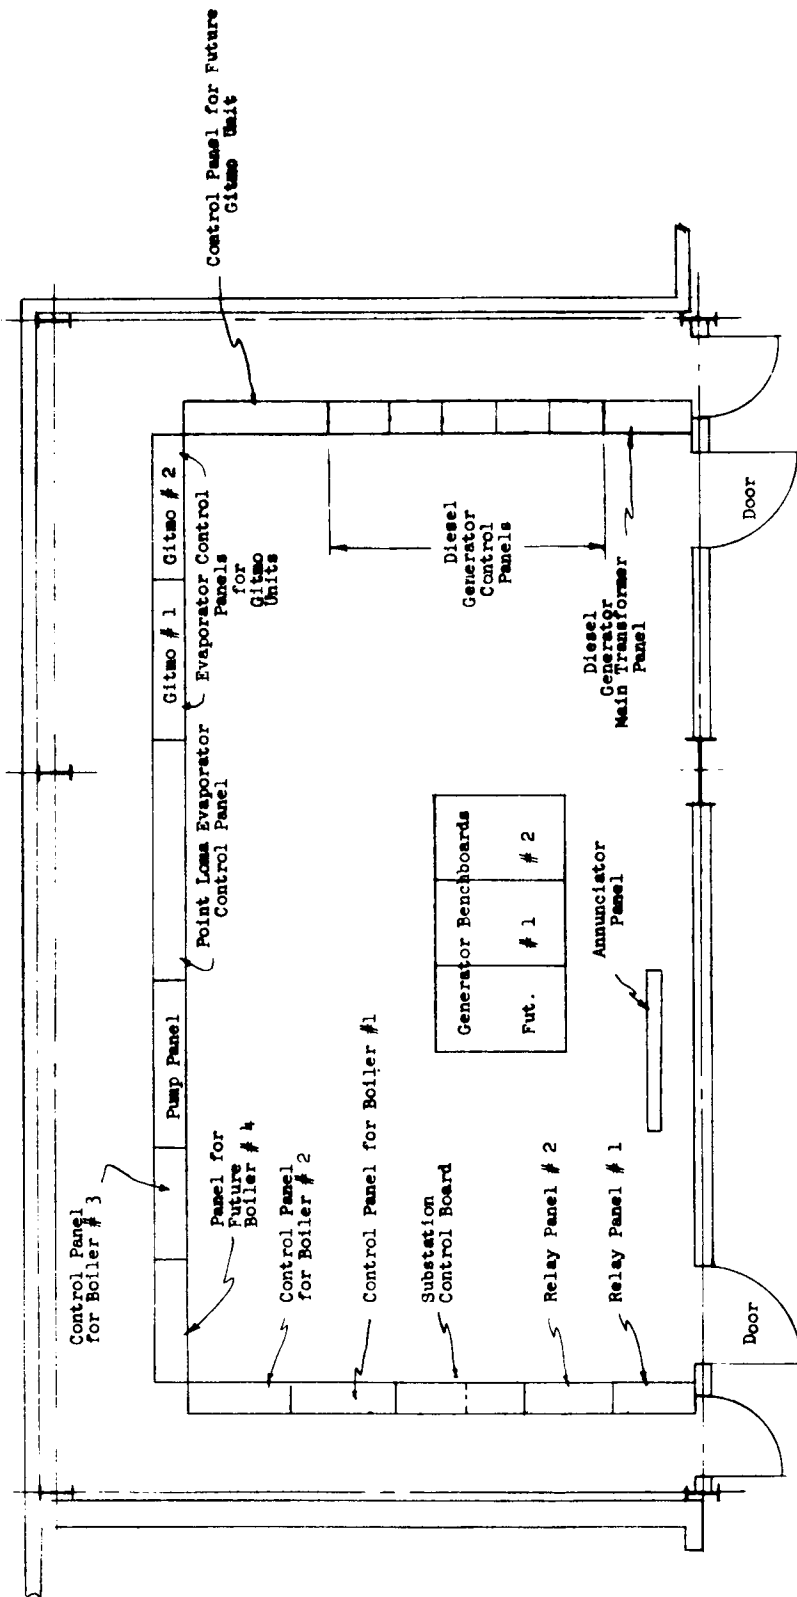 Control Panel
for Boiler # 3
Pump Panel
Gitmo # 1
Gitmo # 2
Control Panel for Future
Gitmo Unit
Panel for
Future
Boiler # 4
Control Panel
for Boiler # 2
Control Panel for Boiler #1
Substation
Control Board
Relay Panel # 2
Relay Panel # 1
Point Loma Evaporator
Control Panel
Evaporator Control
Panels
for
Gitmo
Units
Diesel
Generator
Control
Panels
Diesel
Generator
Main Transformer
Panel
Generator Benchboards
Fut. # 1 # 2
Annunciator
Panel
Door
Door